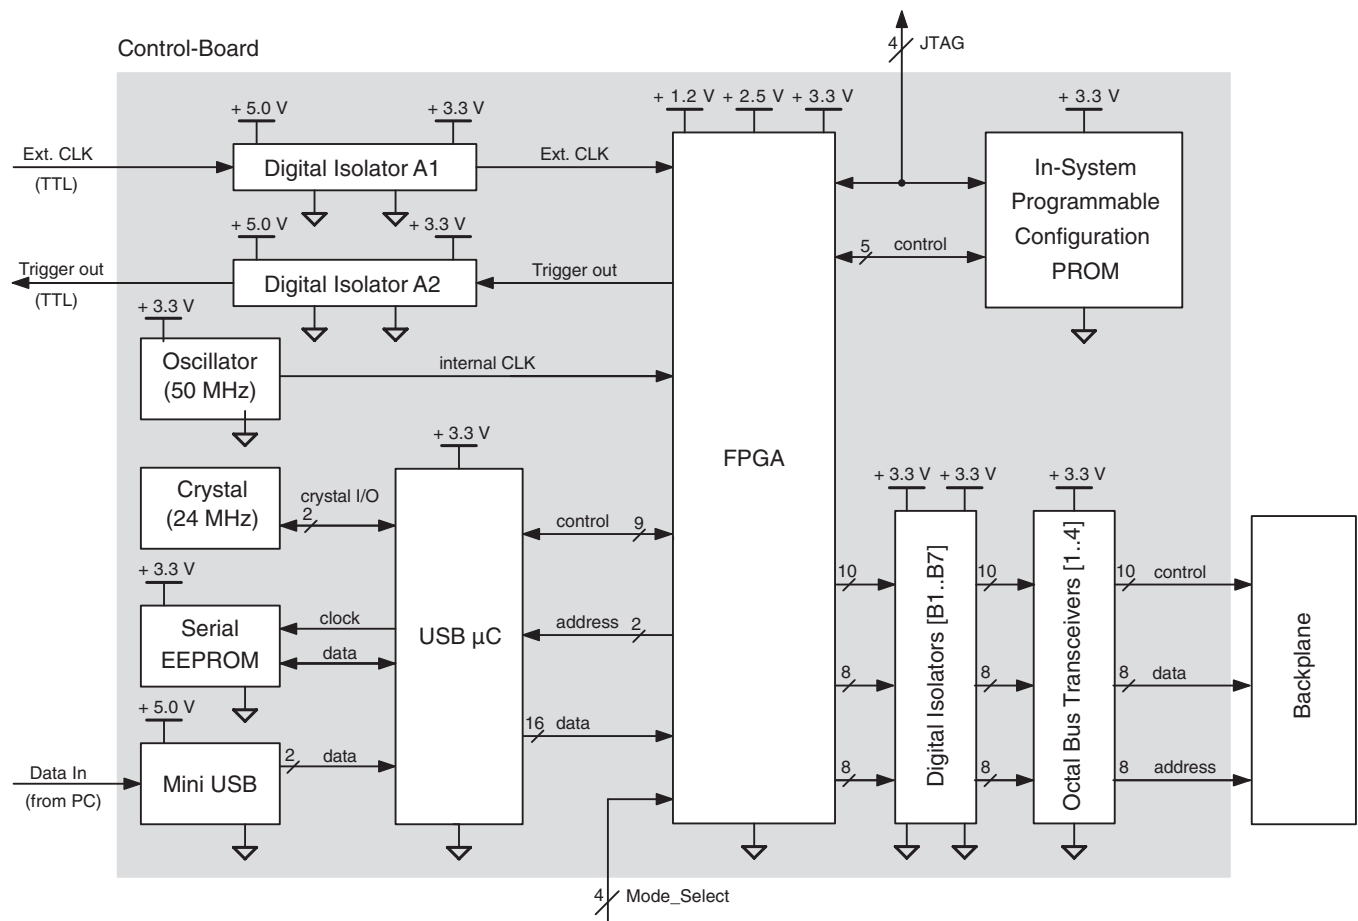 4 JTAG
Control-Board
+ 5.0 V
+ 3.3 V
+ 1.2 V
+ 2.5 V
+ 3.3 V
+ 3.3 V
Ext. CLK
(TTL)
Digital Isolator A1
Ext. CLK
In-System
Programmable
Configuration
PROM
+ 5.0 V
+ 3.3 V
5 control
Trigger out
(TTL)
Digital Isolator A2
Trigger out
+ 3.3 V
Oscillator
(50 MHz)
internal CLK
FPGA
+ 3.3 V
Crystal
(24 MHz)
crystal I/O
2
USB µC
control 9
address 2
16 data
+ 3.3 V
Serial
EEPROM
clock
data
+ 5.0 V
Data In
(from PC)
Mini USB
2 data
+ 3.3 V
+ 3.3 V
+ 3.3 V
Digital Isolators [B1..B7]
Octal Bus Transceivers [1..4]
Backplane
10
10
10 control
8
8
8 data
8
8
8 address
4 Mode_Select